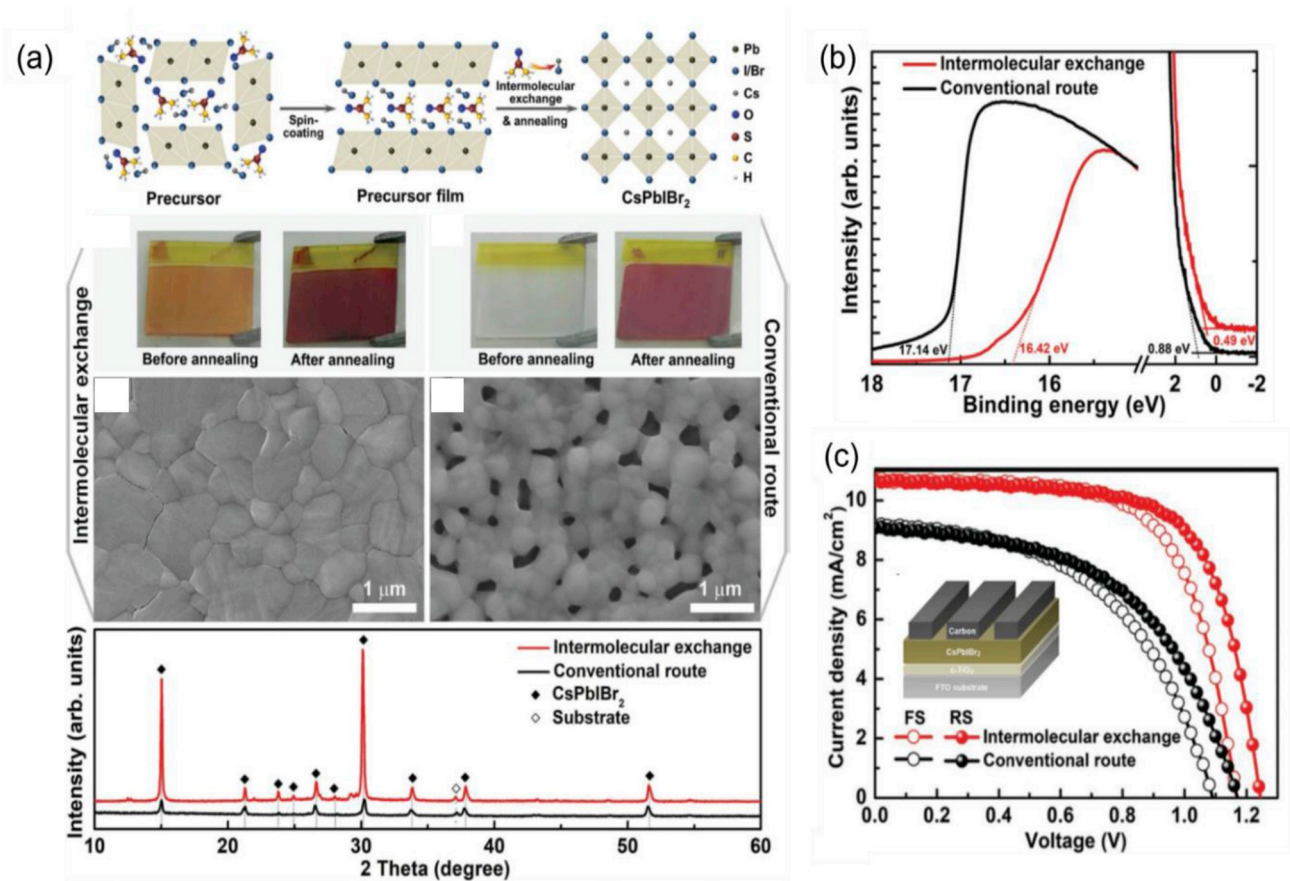 (a)
Spin-
coating
Intermolecular
exchange
& annealing
Pb
I/Br
Cs
O
S
C
H
Precursor
Precursor film
CsPbIBr2
Intermolecular exchange
Before annealing
After annealing
Before annealing
After annealing
Conventional route
1 μm
1 μm
Intensity (arb. units)
Intermolecular exchange
Conventional route
CsPbIBr2
Substrate
10
20
30
40
50
60
2 Theta (degree)
(b)
Intensity (arb. units)
Intermolecular exchange
Conventional route
17.14 eV
16.42 eV
0.88 eV
0.49 eV
18
17
16
2
0
-2
Binding energy (eV)
(c)
Current density (mA/cm2)
10
8
6
4
2
0
Carbon
CsPbIBr2
c-TiO2
FTO substrate
FS RS
Intermolecular exchange
Conventional route
0.0
0.2
0.4
0.6
0.8
1.0
1.2
Voltage (V)